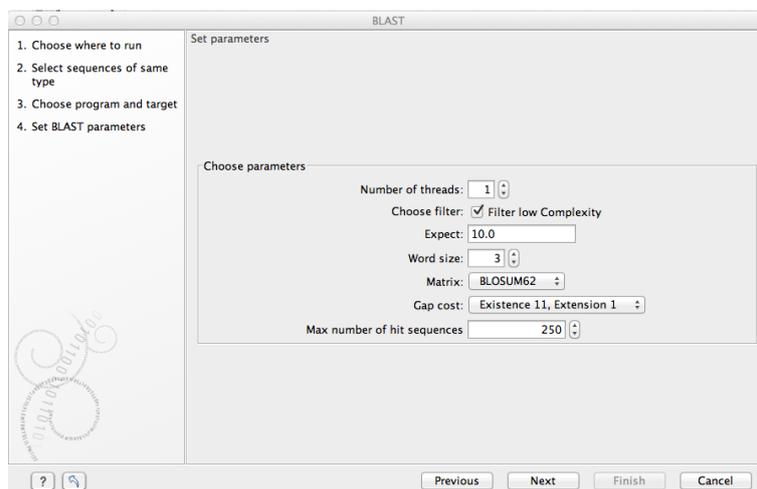 BLAST
1. Choose where to run
2. Select sequences of same
type
3. Choose program and target
4. Set BLAST parameters
Set parameters
Choose parameters
Number of threads: 1
Choose filter: Filter low Complexity
Expect: 10.0
Word size: 3
Matrix: BLOSUM62
Gap cost: Existence 11, Extension 1
Max number of hit sequences 250
? Previous Next Finish Cancel